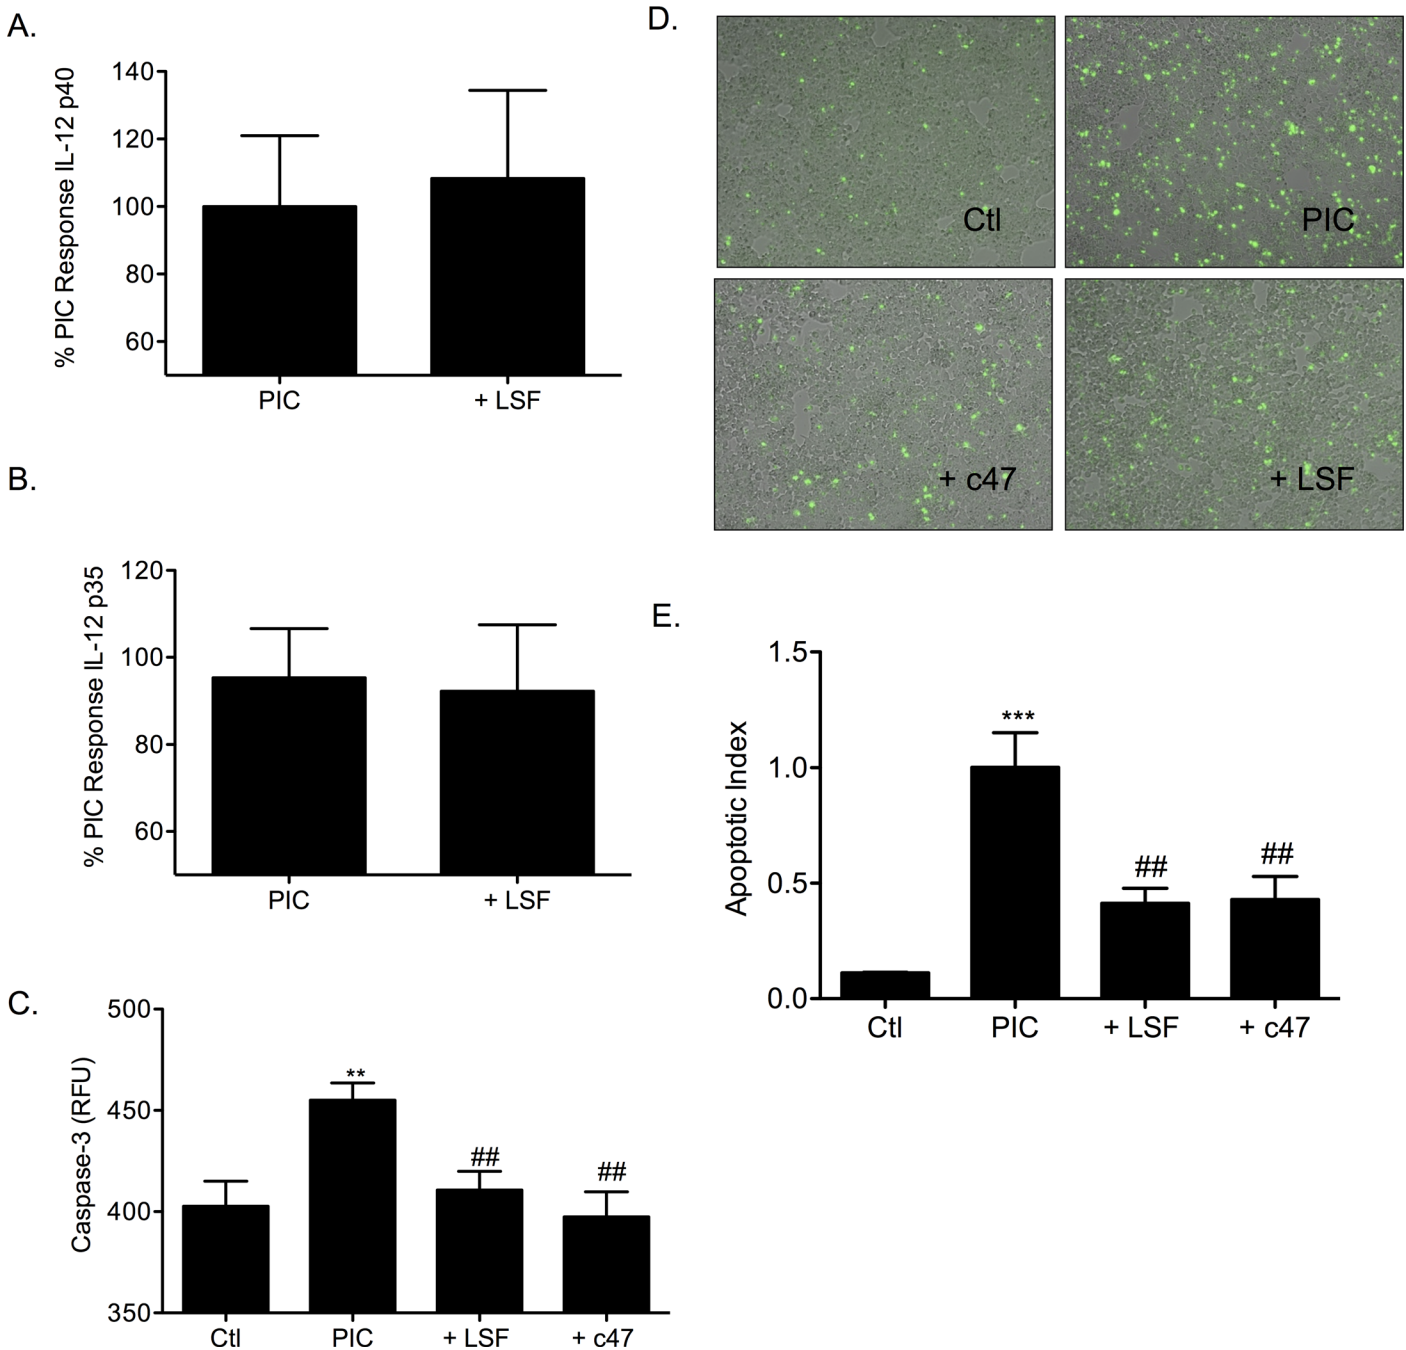 A.
% PIC Response IL-12 p40
140
120
100
80
60
PIC
+ LSF
B.
% PIC Response IL-12 p35
120
100
80
60
PIC
+ LSF
C.
Caspase-3 (RFU)
500
450
400
350
**
##
##
Ctl
PIC
+ LSF
+ c47
D.
Ctl
PIC
+ c47
+ LSF
E.
Apoptotic Index
1.5
1.0
0.5
0.0
***
##
##
Ctl
PIC
+ LSF
+ c47